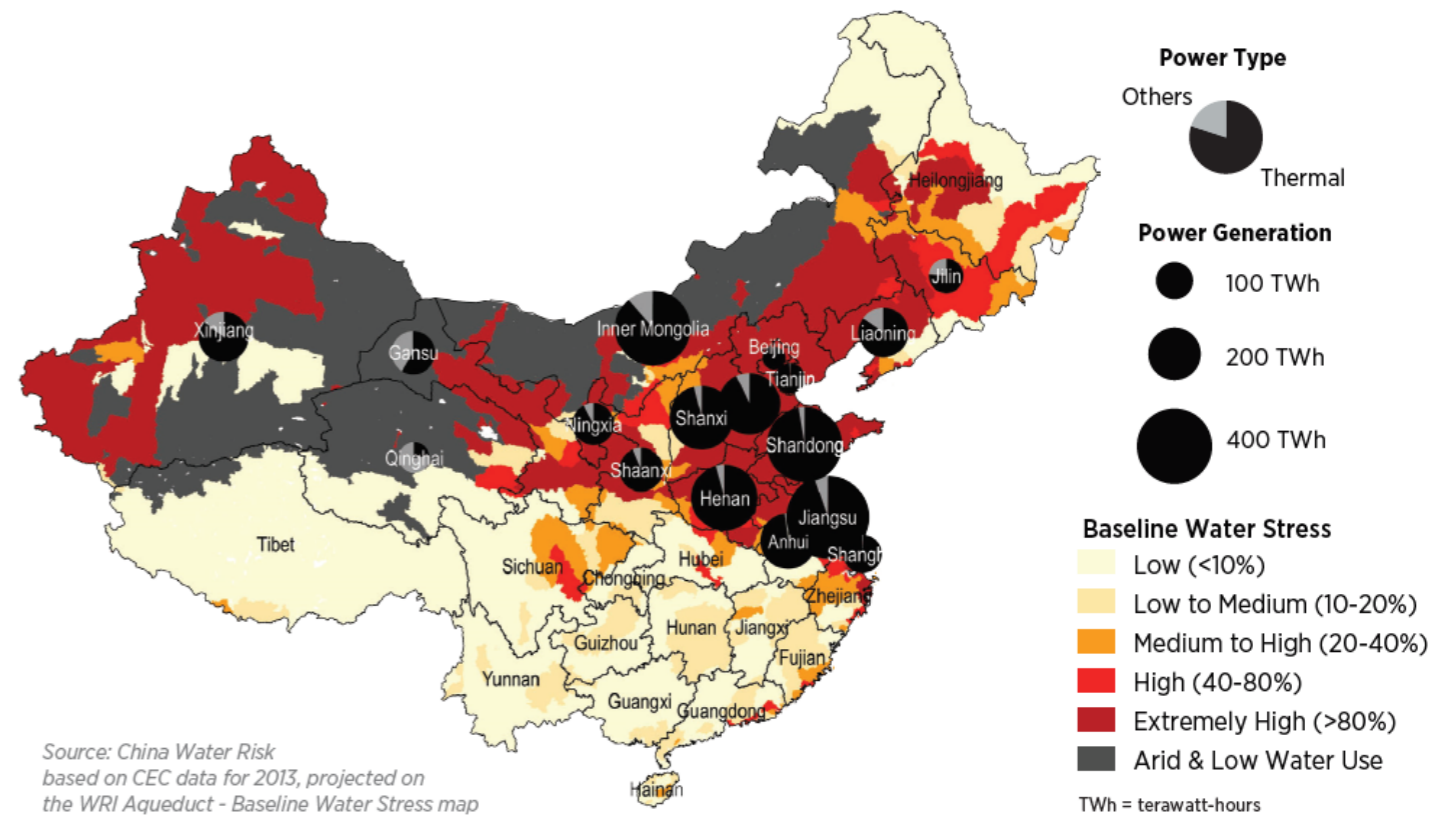 Power Type
Others
Thermal
Power Generation
100 TWh
200 TWh
400 TWh
Baseline Water Stress
Low (<10%)
Low to Medium (10-20%)
Medium to High (20-40%)
High (40-80%)
Extremely High (>80%)
Arid & Low Water Use
TWh = terawatt-hours
Heilongjiang
Jilin
Liaoning
Inner Mongolia
Xinjiang
Gansu
Beijing
Tianjin
Ningxia
Shanxi
Shandong
Qinghai
Shaanxi
Henan
Jiangsu
Anhui
Shangh
Tibet
Sichuan
Chongqing
Hubei
Zhejiang
Guizhou
Hunan
Jiangxi
Fujian
Yunnan
Guangxi
Guangdong
Hainan
Source: China Water Risk
based on CEC data for 2013, projected on
the WRI Aqueduct - Baseline Water Stress map